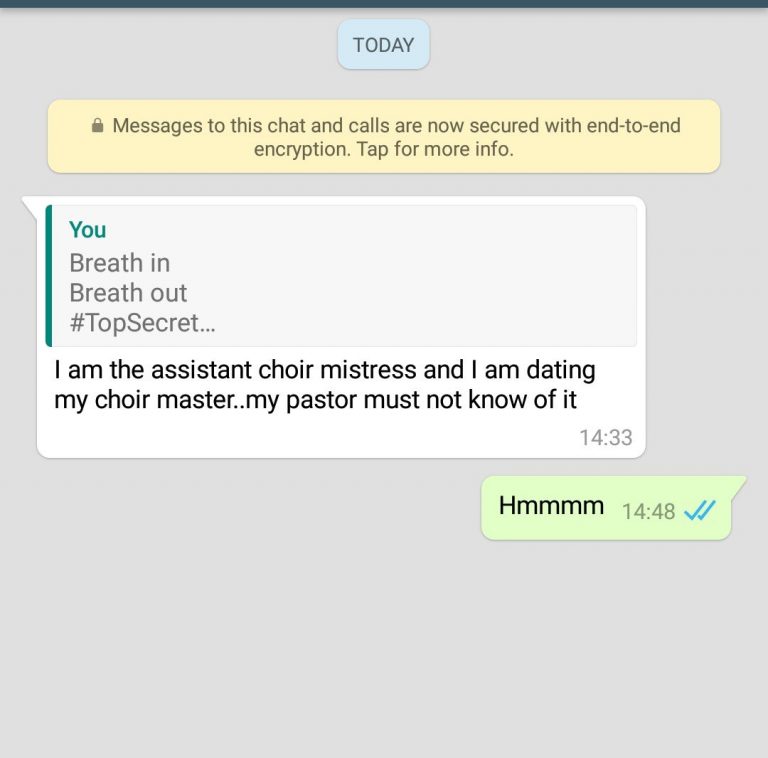 TODAY
Messages to this chat and calls are now secured with end-to-end
encryption. Tap for more info.
You
Breath in
Breath out
#TopSecret...
I am the assistant choir mistress and I am dating
my choir master..my pastor must not know of it
14:33
Hmmmm 14:48